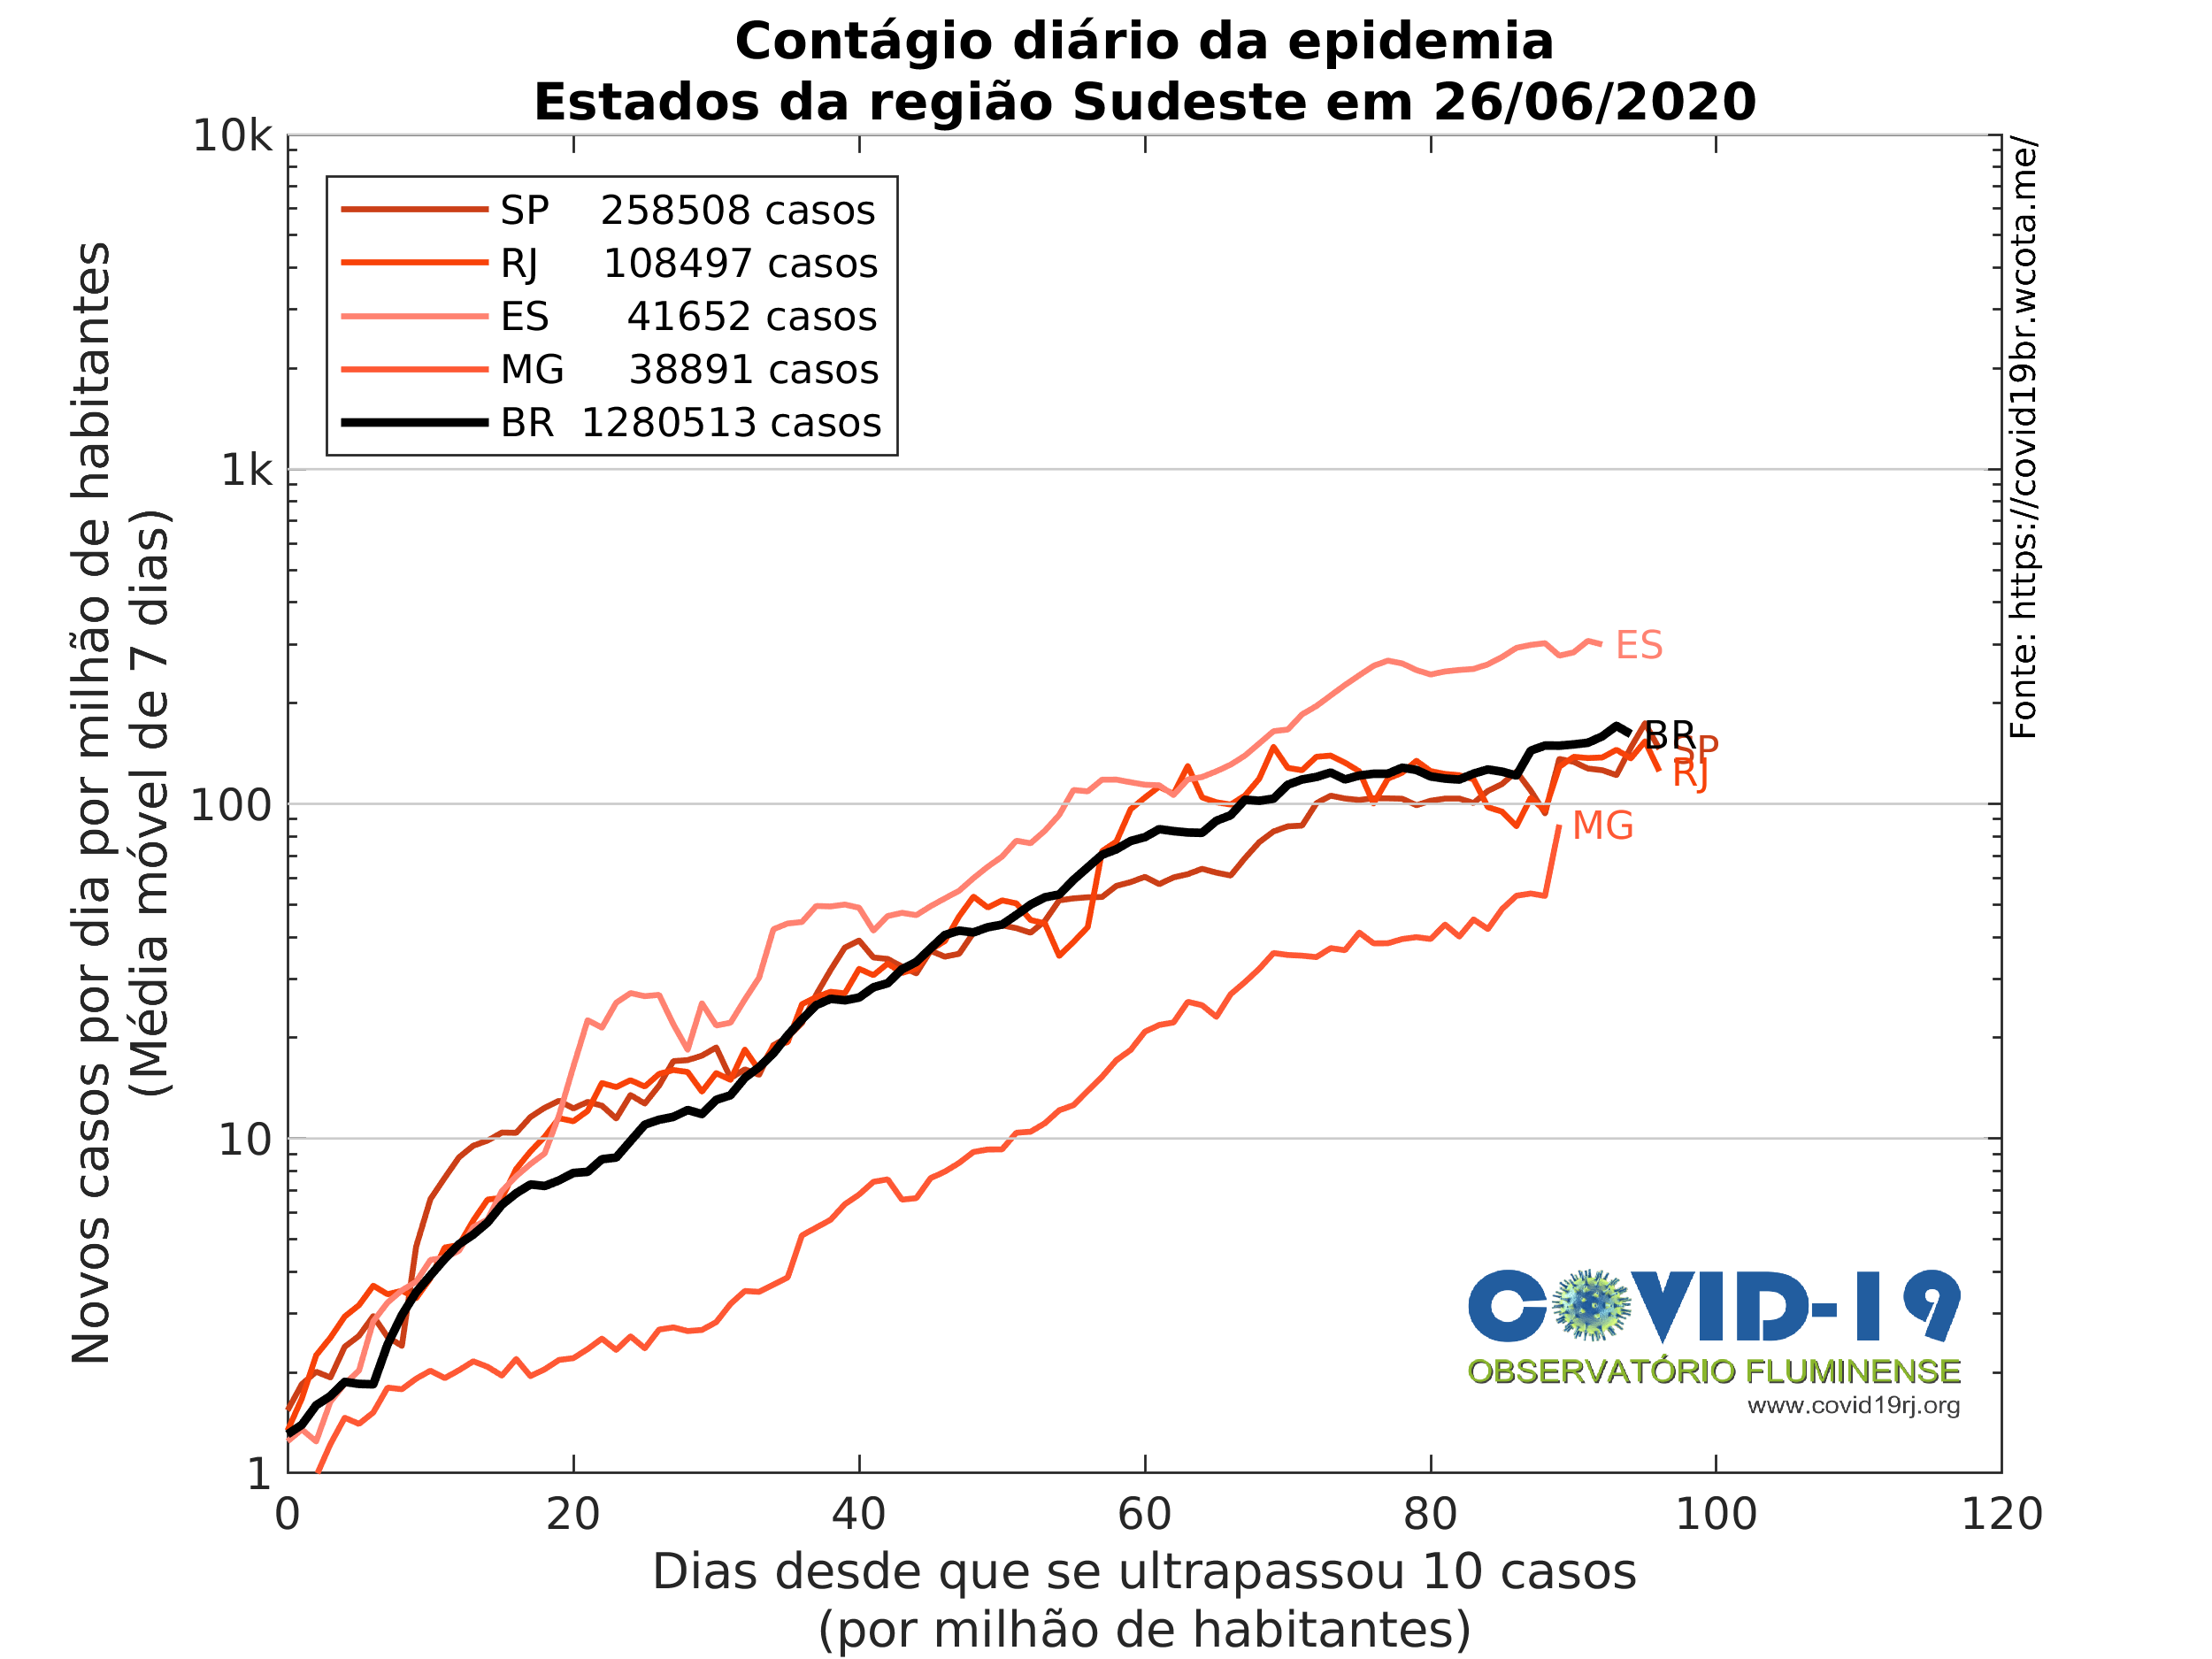 Contágio diário da epidemia
Estados da região Sudeste em 26/06/2020
10k
1k
100
10
1
Novos casos por dia por milhão de habitantes
(Média móvel de 7 dias)
SP 258508 casos
RJ 108497 casos
ES 41652 casos
MG 38891 casos
BR 1280513 casos
ES
BR
SP
RJ
MG
Fonte: https://covid19br.wcota.me/
COVID-19
OBSERVATÓRIO FLUMINENSE
www.covid19rj.org
0 20 40 60 80 100 120
Dias desde que se ultrapassou 10 casos
(por milhão de habitantes)